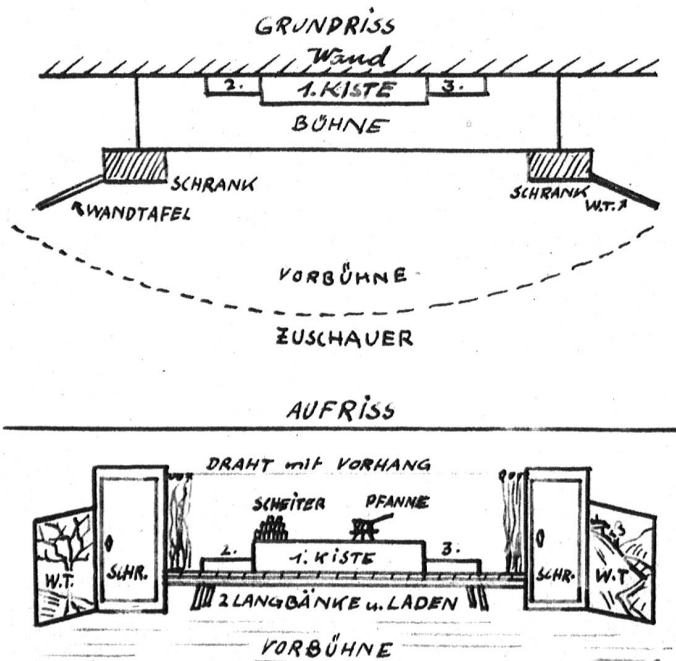 GRUNDRISS
Wand
2. 1. KISTE 3.
BÜHNE
SCHRANK SCHRANK
WANDTAFEL W.T.
VORBÜHNE
ZUSCHAUER
AUFRISS
DRAHT mit VORHANG
SCHEITER PFANNE
2. 1. KISTE 3.
W.T. SCHR. SCHR. W.T
2 LANGBÄNKE u. LADEN
VORBÜHNE